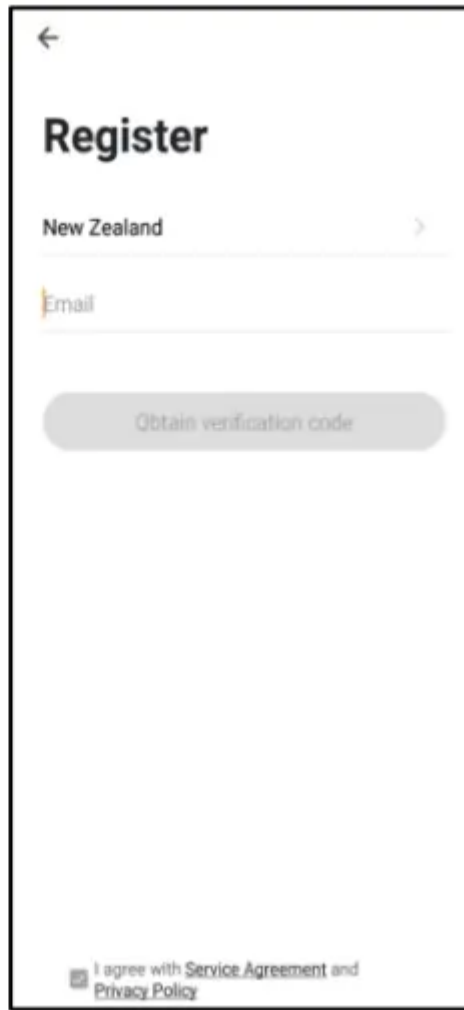 Register
New Zealand
Email
Obtain verification code
I agree with Service Agreement and
Privacy Policy